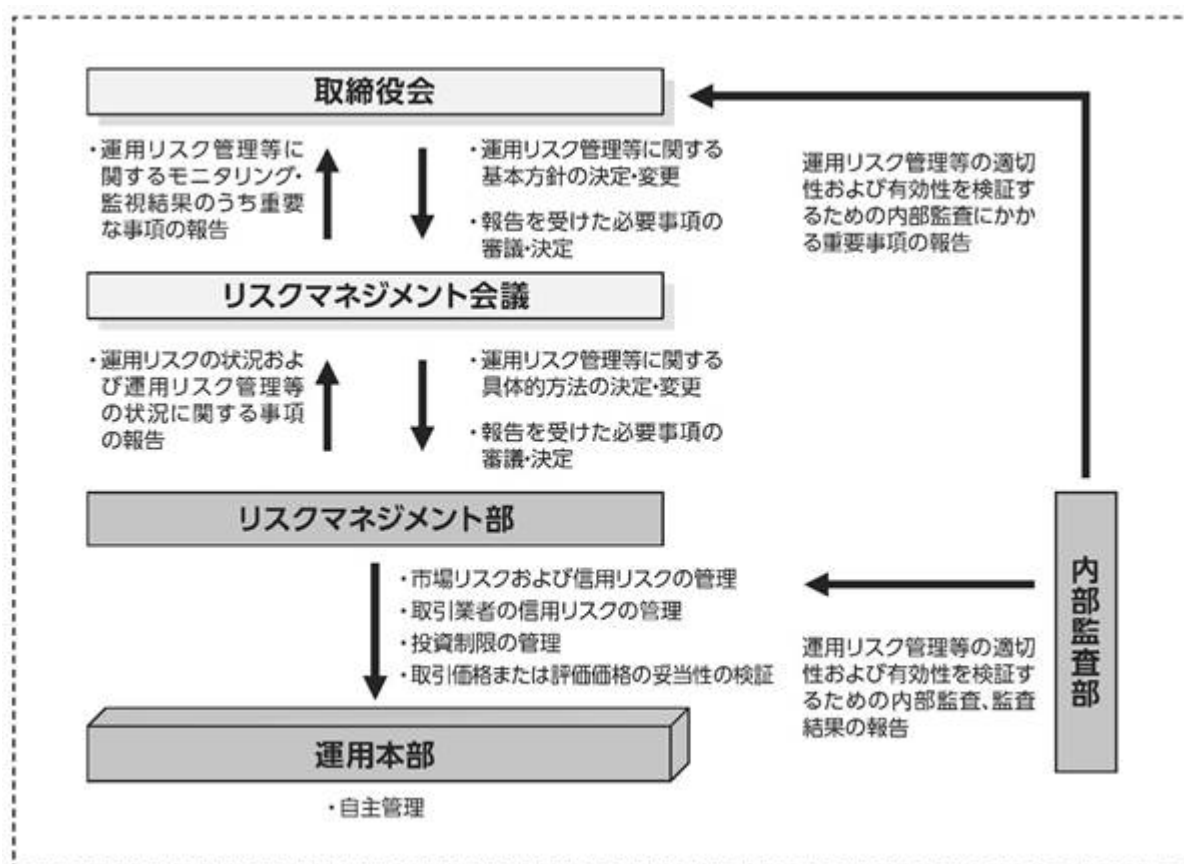 取締役会
・運用リスク管理等に
関するモニタリング・
監視結果のうち重要
な事項の報告
・運用リスク管理等に関する
基本方針の決定・変更
・報告を受けた必要事項の
審議・決定
運用リスク管理等の適切
性および有効性を検証す
るための内部監査にかか
る重要事項の報告
リスクマネジメント会議
・運用リスクの状況およ
び運用リスク管理等
の状況に関する事項
の報告
・運用リスク管理等に関する
具体的方法の決定・変更
・報告を受けた必要事項の
審議・決定
リスクマネジメント部
・市場リスクおよび信用リスクの管理
・取引業者の信用リスクの管理
・投資制限の管理
・取引価格または評価価格の妥当性の検証
内部監査部
運用リスク管理等の適切
性および有効性を検証す
るための内部監査、監査
結果の報告
運用本部
・自主管理